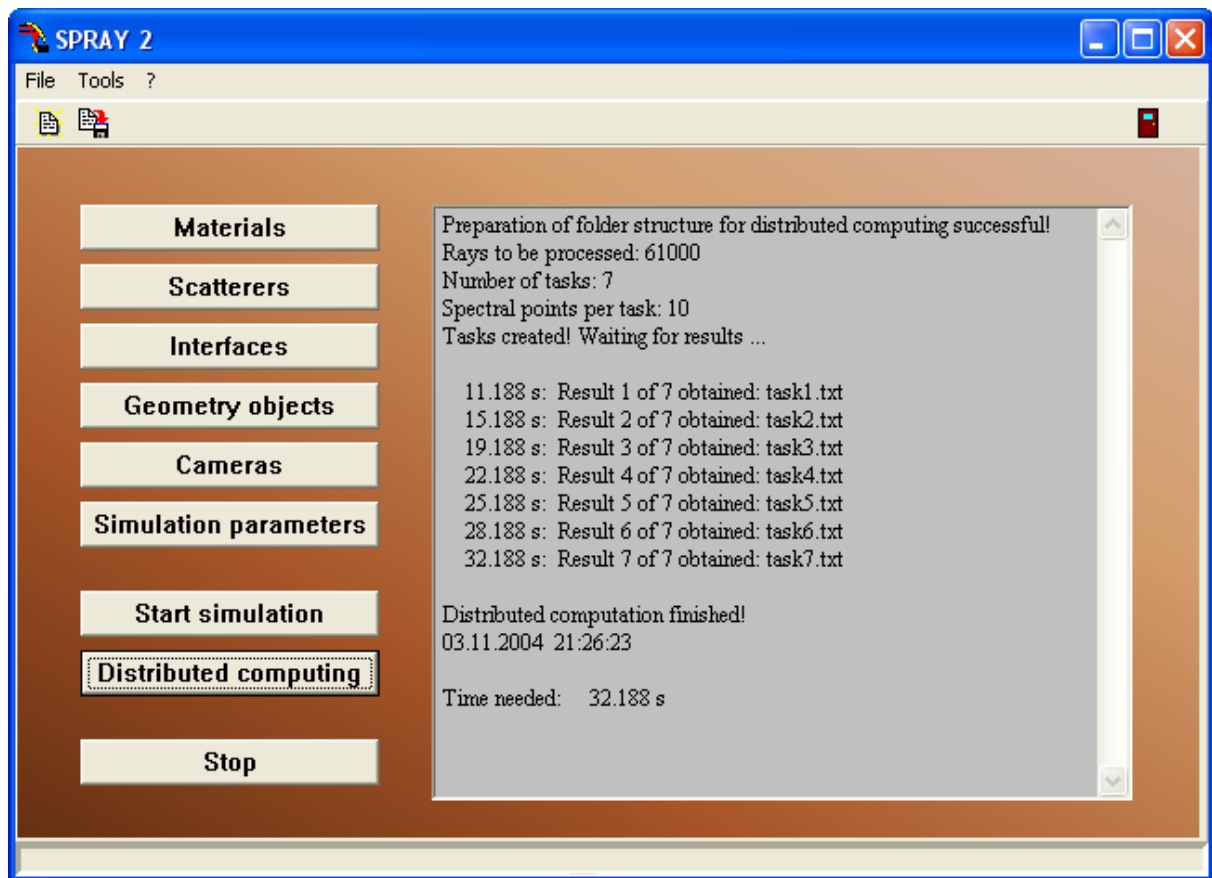 SPRAY 2
File Tools ?
Materials
Scatterers
Interfaces
Geometry objects
Cameras
Simulation parameters
Start simulation
Distributed computing
Stop
Preparation of folder structure for distributed computing successful!
Rays to be processed: 61000
Number of tasks: 7
Spectral points per task: 10
Tasks created! Waiting for results ...
11.188 s: Result 1 of 7 obtained: task1.txt
15.188 s: Result 2 of 7 obtained: task2.txt
19.188 s: Result 3 of 7 obtained: task3.txt
22.188 s: Result 4 of 7 obtained: task4.txt
25.188 s: Result 5 of 7 obtained: task5.txt
28.188 s: Result 6 of 7 obtained: task6.txt
32.188 s: Result 7 of 7 obtained: task7.txt
Distributed computation finished!
03.11.2004 21:26:23
Time needed: 32.188 s